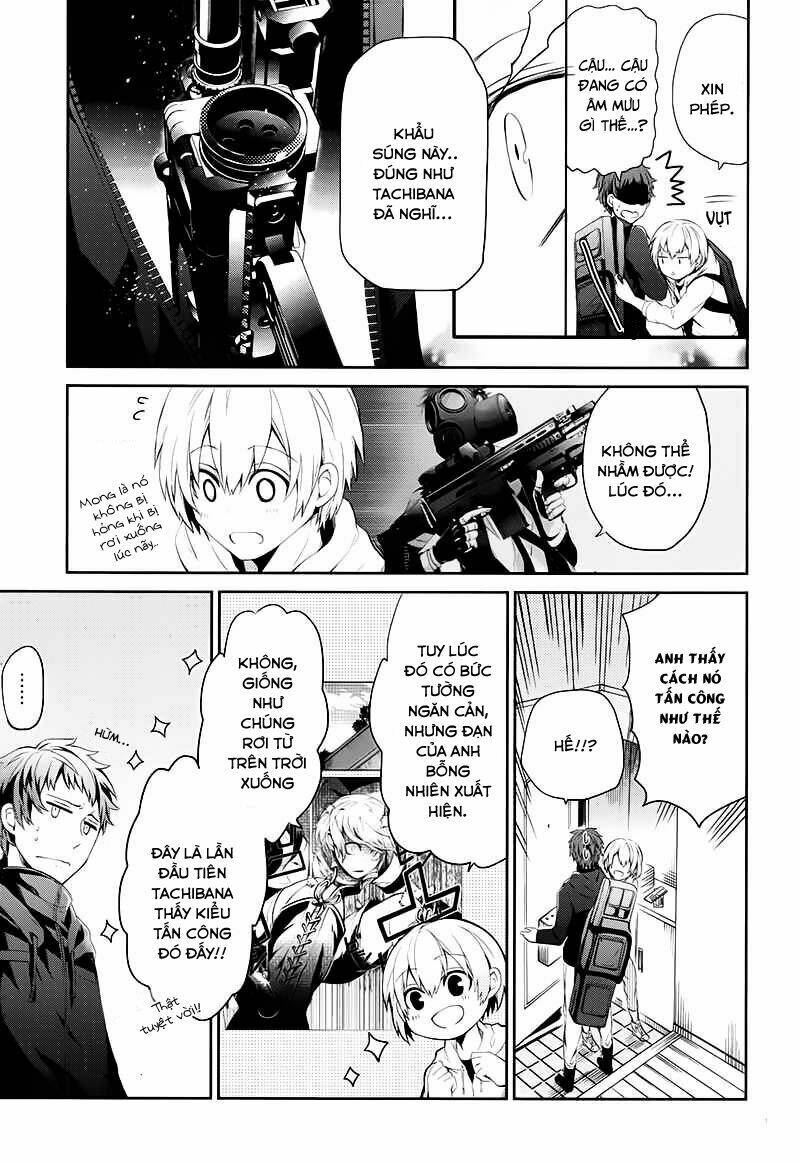 XIN
PHÉP.
CẬU... CẬU
ĐANG CÓ
ÂM MƯU
GÌ THẾ...?
VỤT
KHẨU
SÚNG NÀY..
ĐÚNG NHƯ
TACHIBANA
ĐÃ NGHĨ...
KHÔNG THỂ
NHẦM ĐƯỢC!
LÚC ĐÓ...
Mong là nó
không bị
hỏng khi bị
rơi xuống
lúc nãy..
ANH THẤY
CÁCH NÓ
TẤN CÔNG
NHƯ THẾ
NÀO?
HẾ!!?
TUY LÚC
ĐÓ CÓ BỨC
TƯỜNG
NGĂN CẢN,
NHƯNG ĐẠN
CỦA ANH
BỖNG
NHIÊN XUẤT
HIỆN.
KHÔNG,
GIỐNG
NHƯ
CHÚNG
RƠI TỪ
TRÊN TRỜI
XUỐNG
ĐÂY LÀ LẦN
ĐẦU TIÊN
TACHIBANA
THẤY KIỂU
TẤN CÔNG
ĐÓ ĐẤY!!
Thật
tuyệt vời!!
HỪM...
......